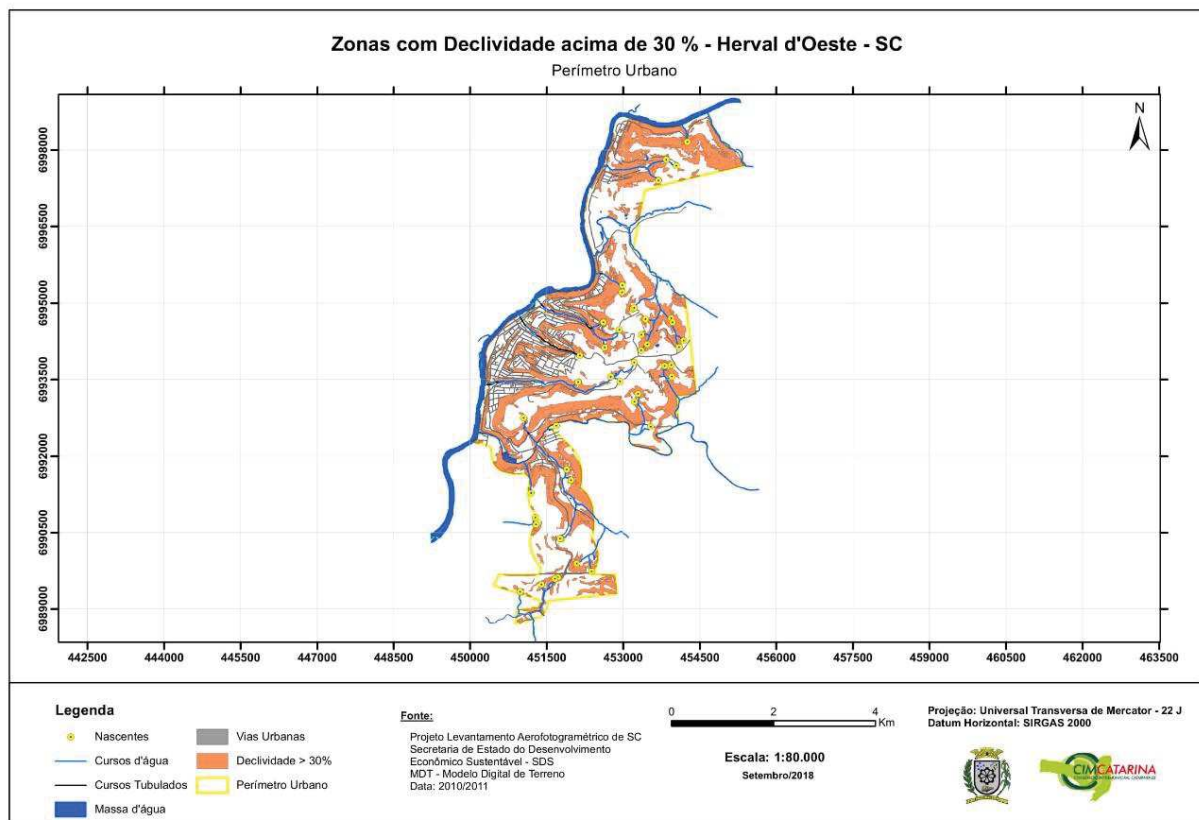 Zonas com Declividade acima de 30 % - Herval d'Oeste - SC
Perímetro Urbano
N
6998000
6996500
6995000
6993500
6992000
6990500
6989000
442500 444000 445500 447000 448500 450000 451500 453000 454500 456000 457500 459000 460500 462000 463500
Legenda
Nascentes
Cursos d'água
Cursos Tubulados
Massa d'água
Vias Urbanas
Declividade > 30%
Perímetro Urbano
Fonte:
Projeto Levantamento Aerofotogramétrico de SC
Secretaria de Estado do Desenvolvimento
Econômico Sustentável - SDS
MDT - Modelo Digital de Terreno
Data: 2010/2011
0 2 4
Km
Escala: 1:80.000
Setembro/2018
Projeção: Universal Transversa de Mercator - 22 J
Datum Horizontal: SIRGAS 2000
CIMCATARINA